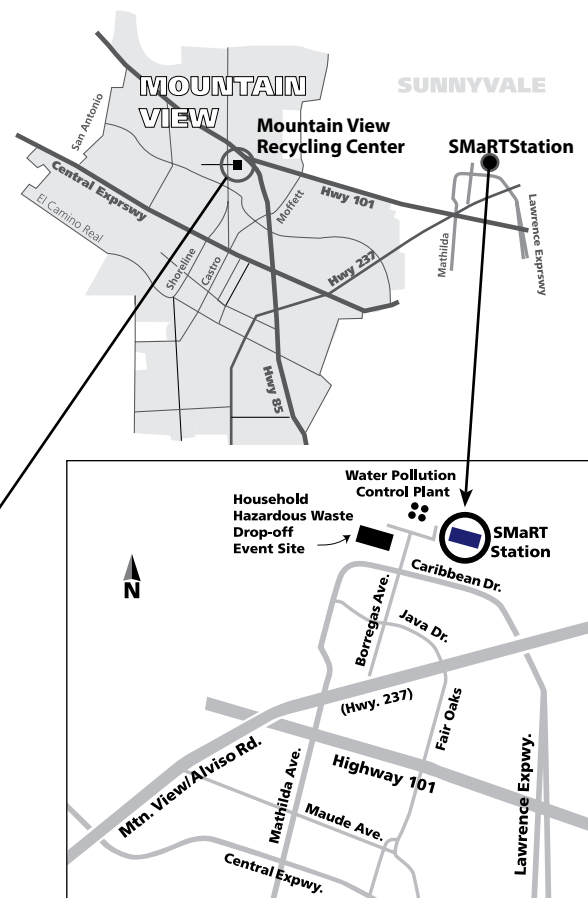 MOUNTAIN
VIEW
SUNNYVALE
San Antonio
Mountain View
Recycling Center
SMaRTStation
Central Exprswy
El Camino Real
Shoreline
Castro
Moffett
Hwy 101
Hwy 237
Mathilda
Lawrence Exprswy
Hwy 85
Water Pollution
Control Plant
Household
Hazardous Waste
Drop-off
Event Site
SMaRT
Station
N
Caribbean Dr.
Borregas Ave.
Java Dr.
(Hwy. 237)
Fair Oaks
Mtn. View/Alviso Rd.
Highway 101
Mathilda Ave.
Maude Ave.
Lawrence Expwy.
Central Expwy.